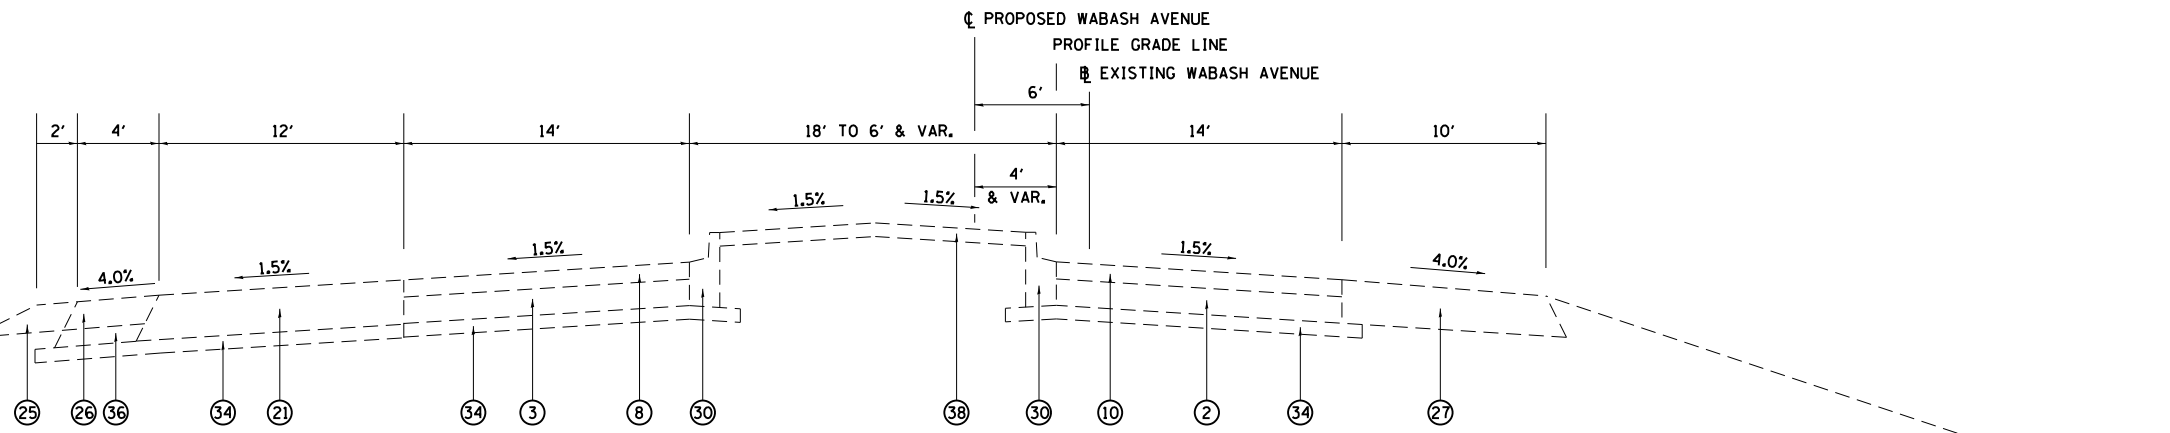 ℄ PROPOSED WABASH AVENUE
PROFILE GRADE LINE
BL EXISTING WABASH AVENUE
6'
2' 4' 12' 14' 18' TO 6' & VAR. 14' 10'
4'
& VAR.
1.5% 1.5%
4.0% 1.5% 1.5% 1.5% 4.0%
25 26 36 34 21 34 3 8 30 38 30 10 2 34 27